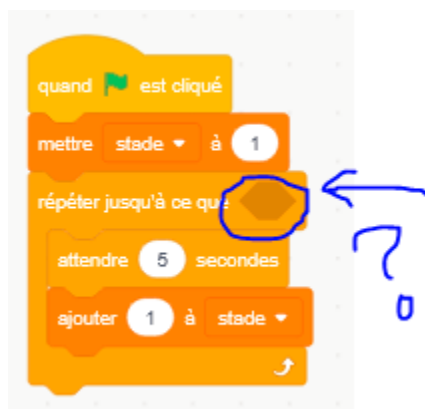 quand est cliqué
mettre stade à 1
répéter jusqu'à ce que
?
attendre 5 secondes
ajouter 1 à stade